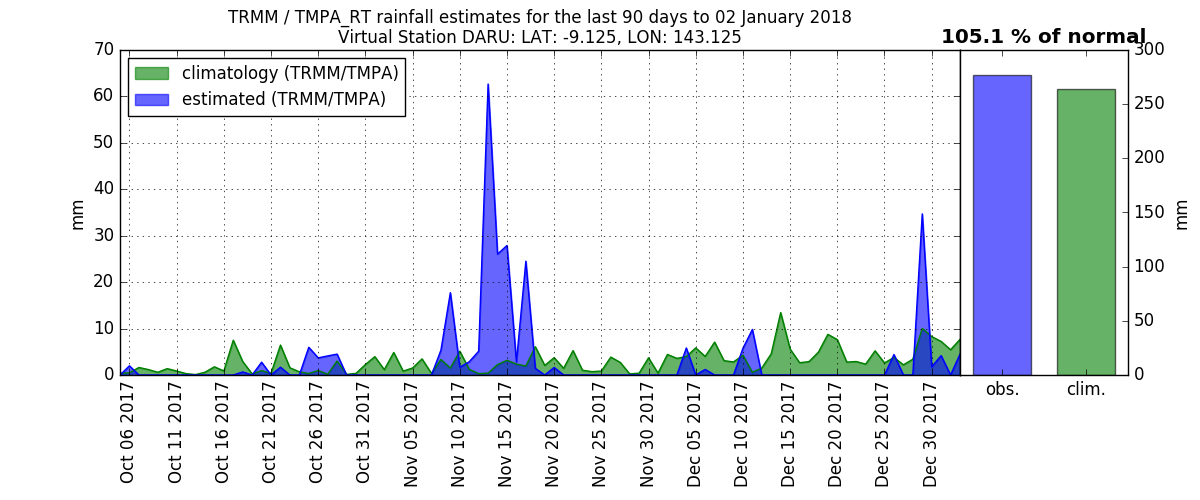 TRMM / TMPA_RT rainfall estimates for the last 90 days to 02 January 2018
Virtual Station DARU: LAT: -9.125, LON: 143.125
105.1 % of normal
climatology (TRMM/TMPA)
estimated (TRMM/TMPA)
70
60
50
40
30
20
10
0
mm
Oct 06 2017
Oct 11 2017
Oct 16 2017
Oct 21 2017
Oct 26 2017
Oct 31 2017
Nov 05 2017
Nov 10 2017
Nov 15 2017
Nov 20 2017
Nov 25 2017
Nov 30 2017
Dec 05 2017
Dec 10 2017
Dec 15 2017
Dec 20 2017
Dec 25 2017
Dec 30 2017
obs.
clim.
300
250
200
150
100
50
0
mm